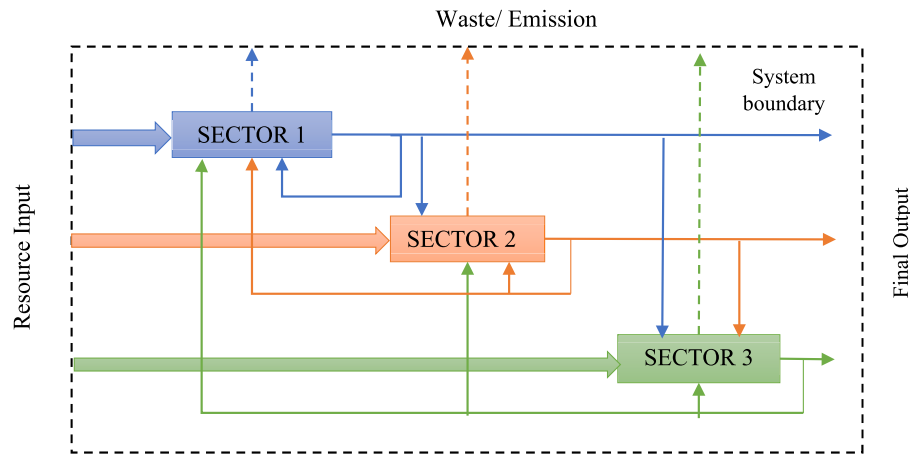 Waste/ Emission
System
boundary
SECTOR 1
Resource Input
SECTOR 2
Final Output
SECTOR 3